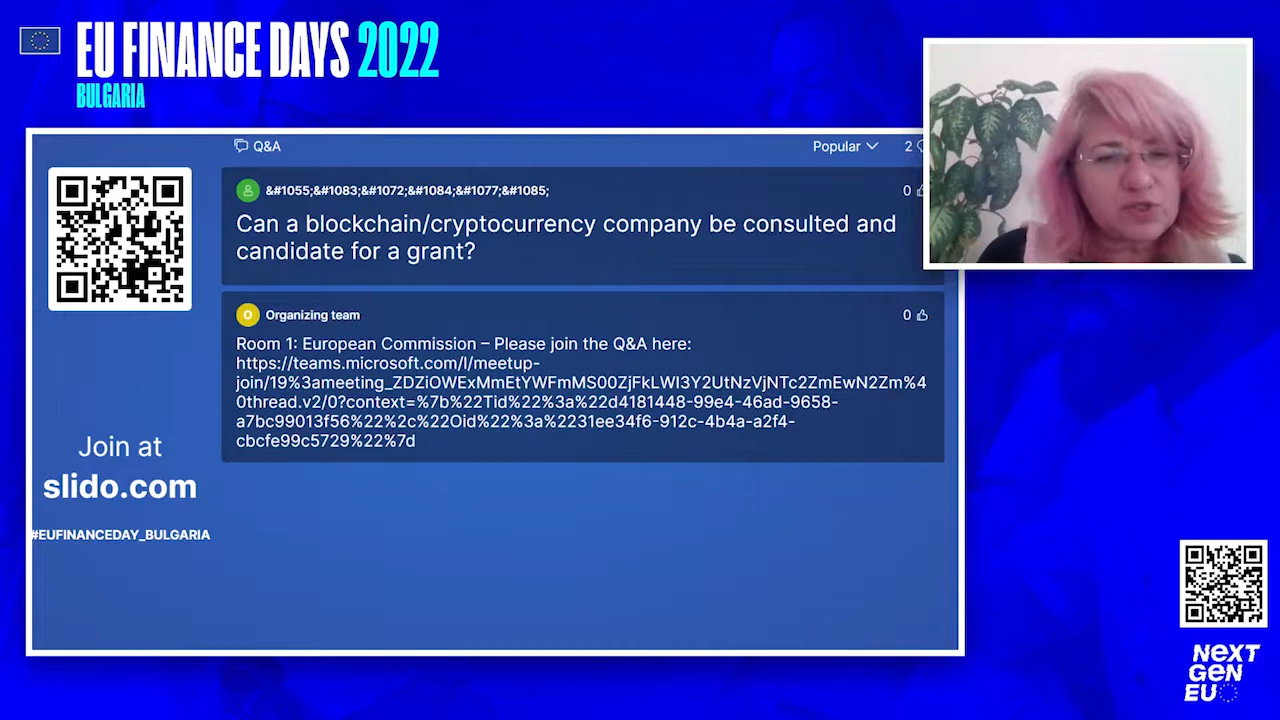 EU FINANCE DAYS 2022
BULGARIA
Q&A
Popular
2
&#1055;&#1083;&#1072;&#1084;&#1077;&#1085;
0
Can a blockchain/cryptocurrency company be consulted and
candidate for a grant?
O
Organizing team
0
Room 1: European Commission – Please join the Q&A here:
https://teams.microsoft.com/l/meetup-
join/19%3ameeting_ZDZiOWExMmEtYWFmMS00ZjFkLWI3Y2UtNzVjNTc2ZmEwN2Zm%4
0thread.v2/0?context=%7b%22Tid%22%3a%22d4181448-99e4-46ad-9658-
a7bc99013f56%22%2c%22Oid%22%3a%2231ee34f6-912c-4b4a-a2f4-
cbcfe99c5729%22%7d
Join at
slido.com
#EUFINANCEDAY_BULGARIA
NEXT
GEN
EU